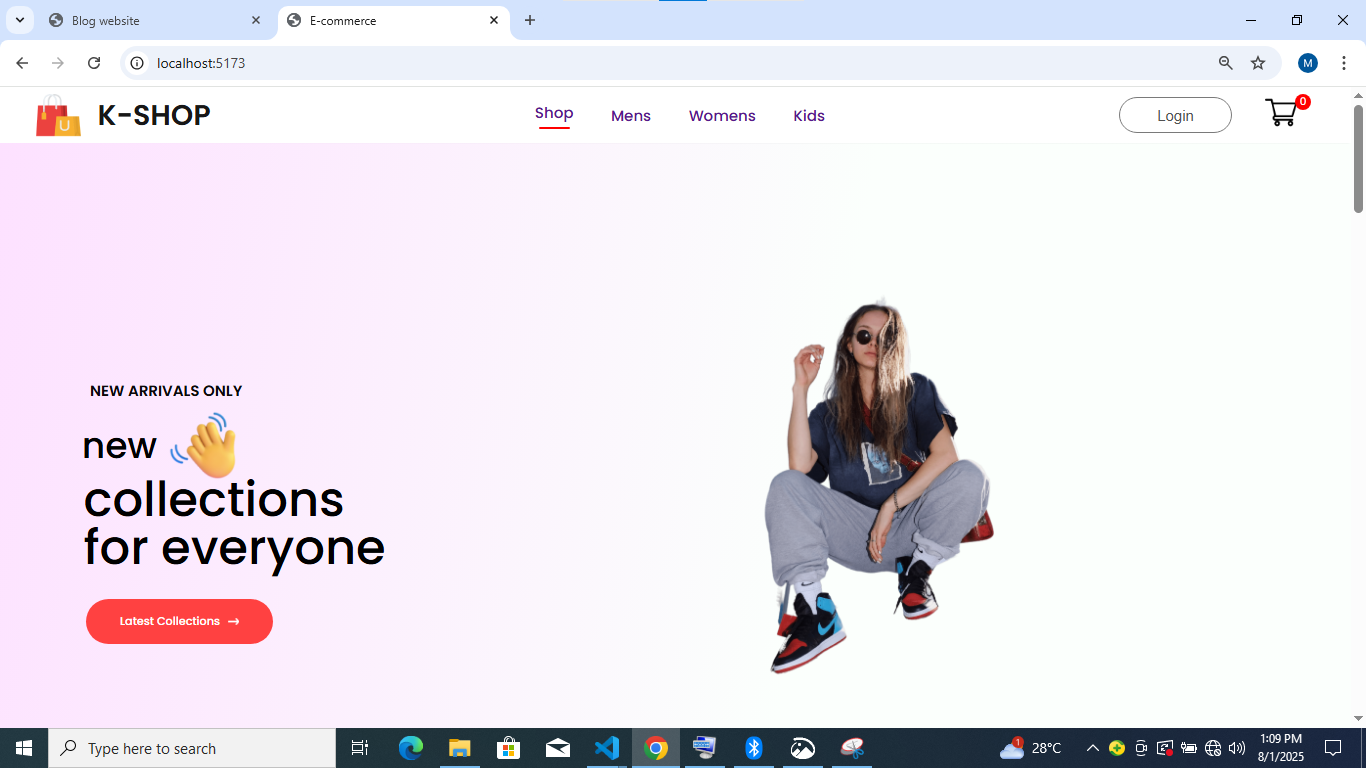 Blog website
E-commerce
localhost:5173
M
U
K-SHOP
Shop
Mens
Womens
Kids
Login
0
NEW ARRIVALS ONLY
new
collections
for everyone
Latest Collections →
Type here to search
1
28°C
1:09 PM
8/1/2025